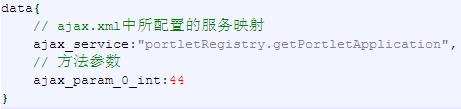 data{
// ajax.xml中所配置的服务映射
ajax_service:"portletRegistry.getPortletApplication",
// 方法参数
ajax_param_0_int:44
}